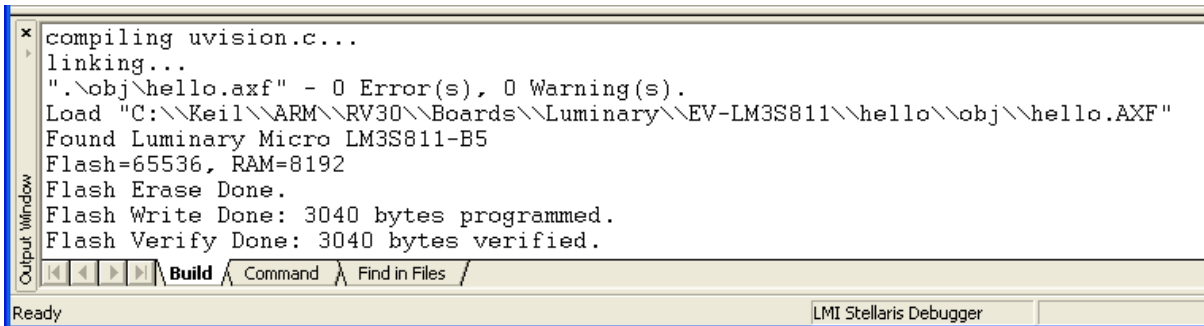 compiling uvision.c...
linking...
".\obj\hello.axf" - 0 Error(s), 0 Warning(s).
Load "C:\\Keil\\ARM\\RV30\\Boards\\Luminary\\EV-LM3S811\\hello\\obj\\hello.AXF"
Found Luminary Micro LM3S811-B5
Flash=65536, RAM=8192
Flash Erase Done.
Flash Write Done: 3040 bytes programmed.
Flash Verify Done: 3040 bytes verified.
Output Window
Build Command Find in Files
Ready LMI Stellaris Debugger